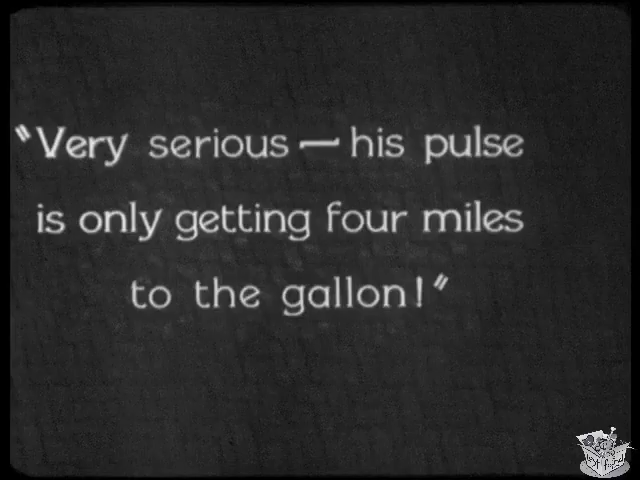 "Very serious — his pulse
is only getting four miles
to the gallon!"